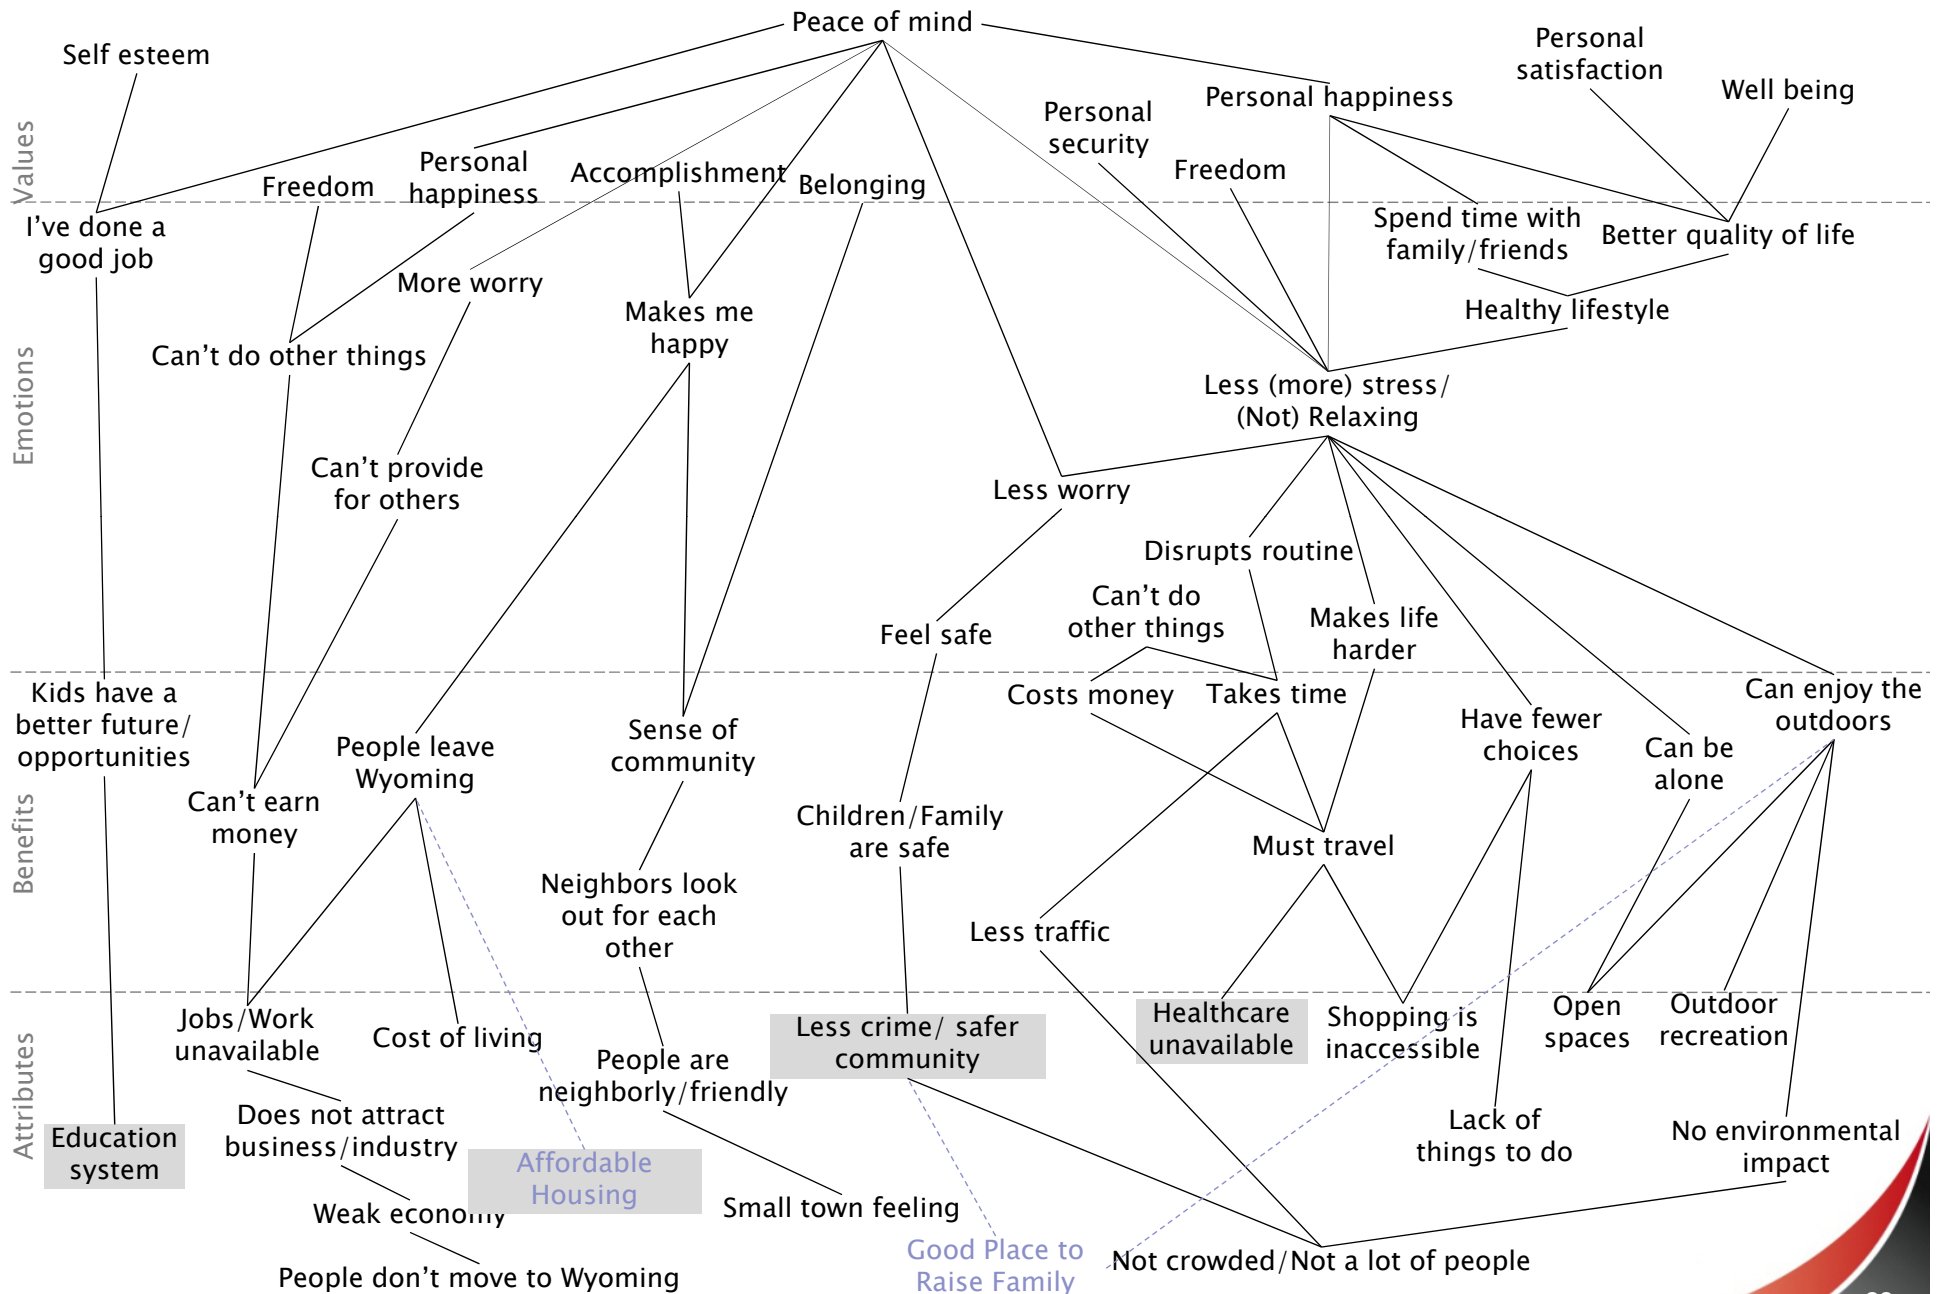 Peace of mind
Self esteem
Personal
satisfaction
Well being
Personal happiness
Personal
security
Values
Personal
happiness
Accomplishment
Belonging
Freedom
Freedom
I've done a
good job
Spend time with
family/friends
Better quality of life
More worry
Makes me
happy
Healthy lifestyle
Can't do other things
Emotions
Less (more) stress/
(Not) Relaxing
Can't provide
for others
Less worry
Disrupts routine
Can't do
other things
Makes life
harder
Feel safe
Kids have a
better future/
opportunities
Costs money
Takes time
Can enjoy the
outdoors
Have fewer
choices
Sense of
community
People leave
Wyoming
Can be
alone
Can't earn
money
Benefits
Children/Family
are safe
Must travel
Neighbors look
out for each
other
Less traffic
Attributes
Jobs/Work
unavailable
Cost of living
Less crime/ safer
community
Healthcare
unavailable
Shopping is
inaccessible
Open
spaces
Outdoor
recreation
People are
neighborly/friendly
Does not attract
business/industry
Education
system
Lack of
things to do
No environmental
impact
Affordable
Housing
Weak economy
Small town feeling
Good Place to
Raise Family
Not crowded/Not a lot of people
People don't move to Wyoming